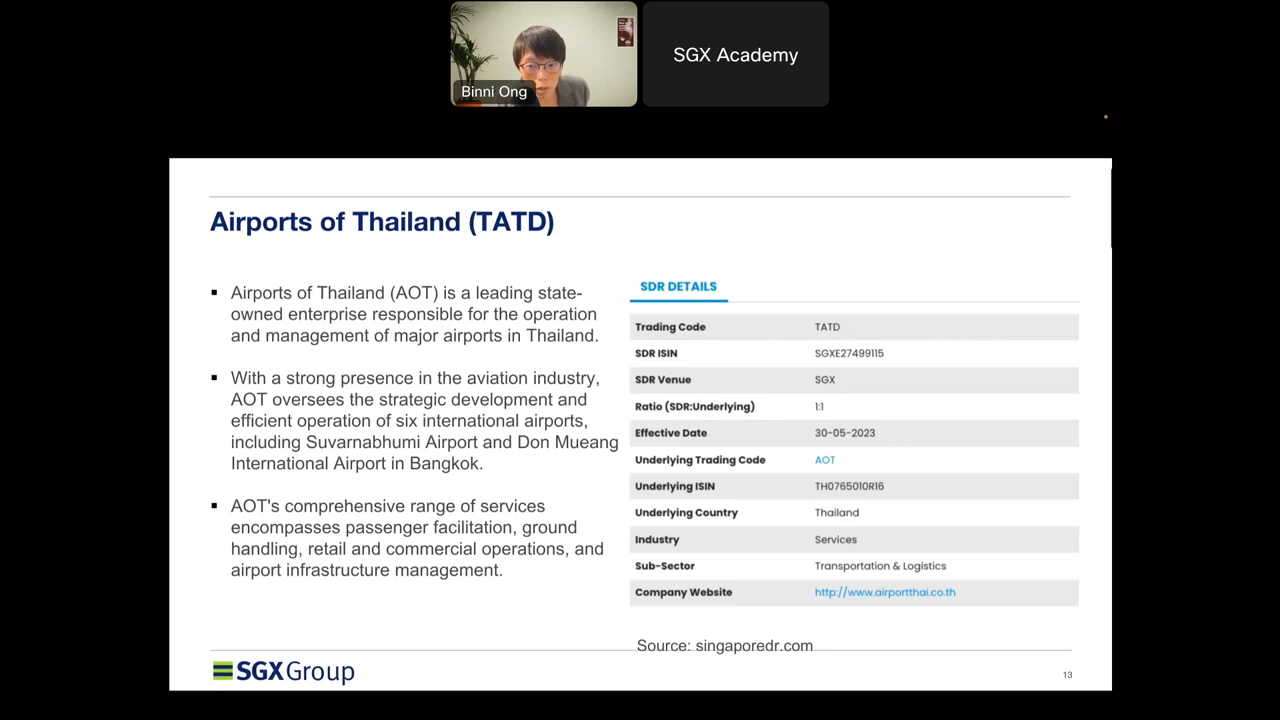 Binni Ong
SGX Academy
Airports of Thailand (TATD)
▪ Airports of Thailand (AOT) is a leading state-
owned enterprise responsible for the operation
and management of major airports in Thailand.
▪ With a strong presence in the aviation industry,
AOT oversees the strategic development and
efficient operation of six international airports,
including Suvarnabhumi Airport and Don Mueang
International Airport in Bangkok.
▪ AOT's comprehensive range of services
encompasses passenger facilitation, ground
handling, retail and commercial operations, and
airport infrastructure management.
SDR DETAILS
Trading Code TATD
SDR ISIN SGXE27499115
SDR Venue SGX
Ratio (SDR:Underlying) 1:1
Effective Date 30-05-2023
Underlying Trading Code AOT
Underlying ISIN TH0765010R16
Underlying Country Thailand
Industry Services
Sub-Sector Transportation & Logistics
Company Website http://www.airportthai.co.th
Source: singaporedr.com
SGX Group
13